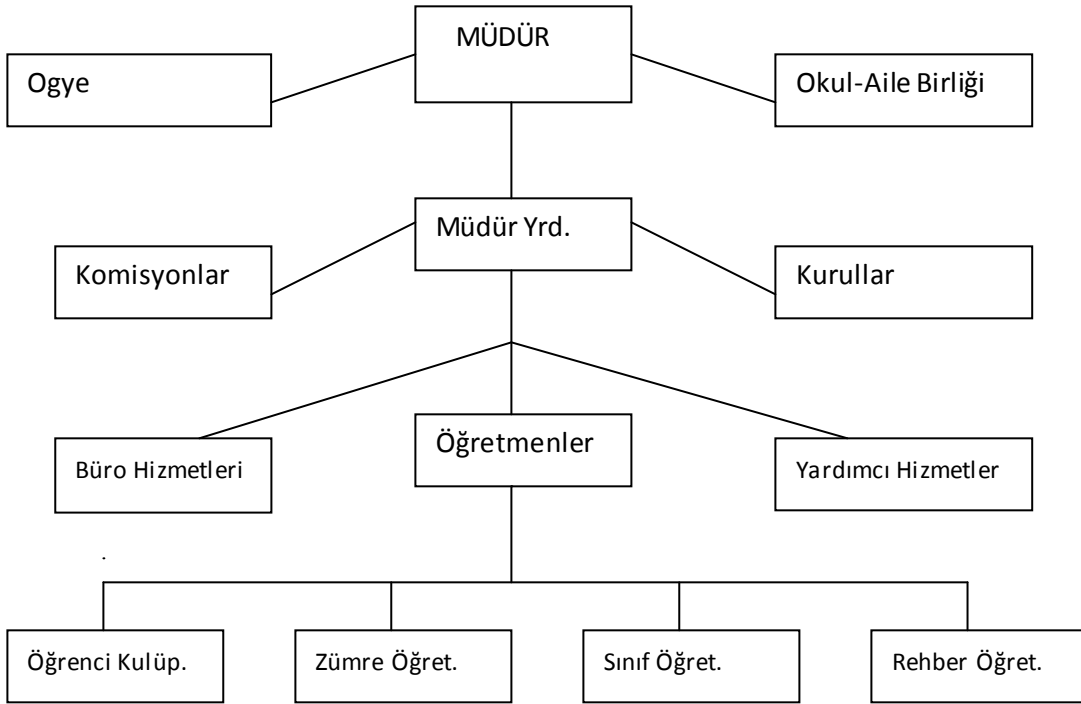 MÜDÜR
Ogye
Okul-Aile Birliği
Müdür Yrd.
Komisyonlar
Kurullar
Büro Hizmetleri
Öğretmenler
Yardımcı Hizmetler
.
Öğrenci Kulüp.
Zümre Öğret.
Sınıf Öğret.
Rehber Öğret.